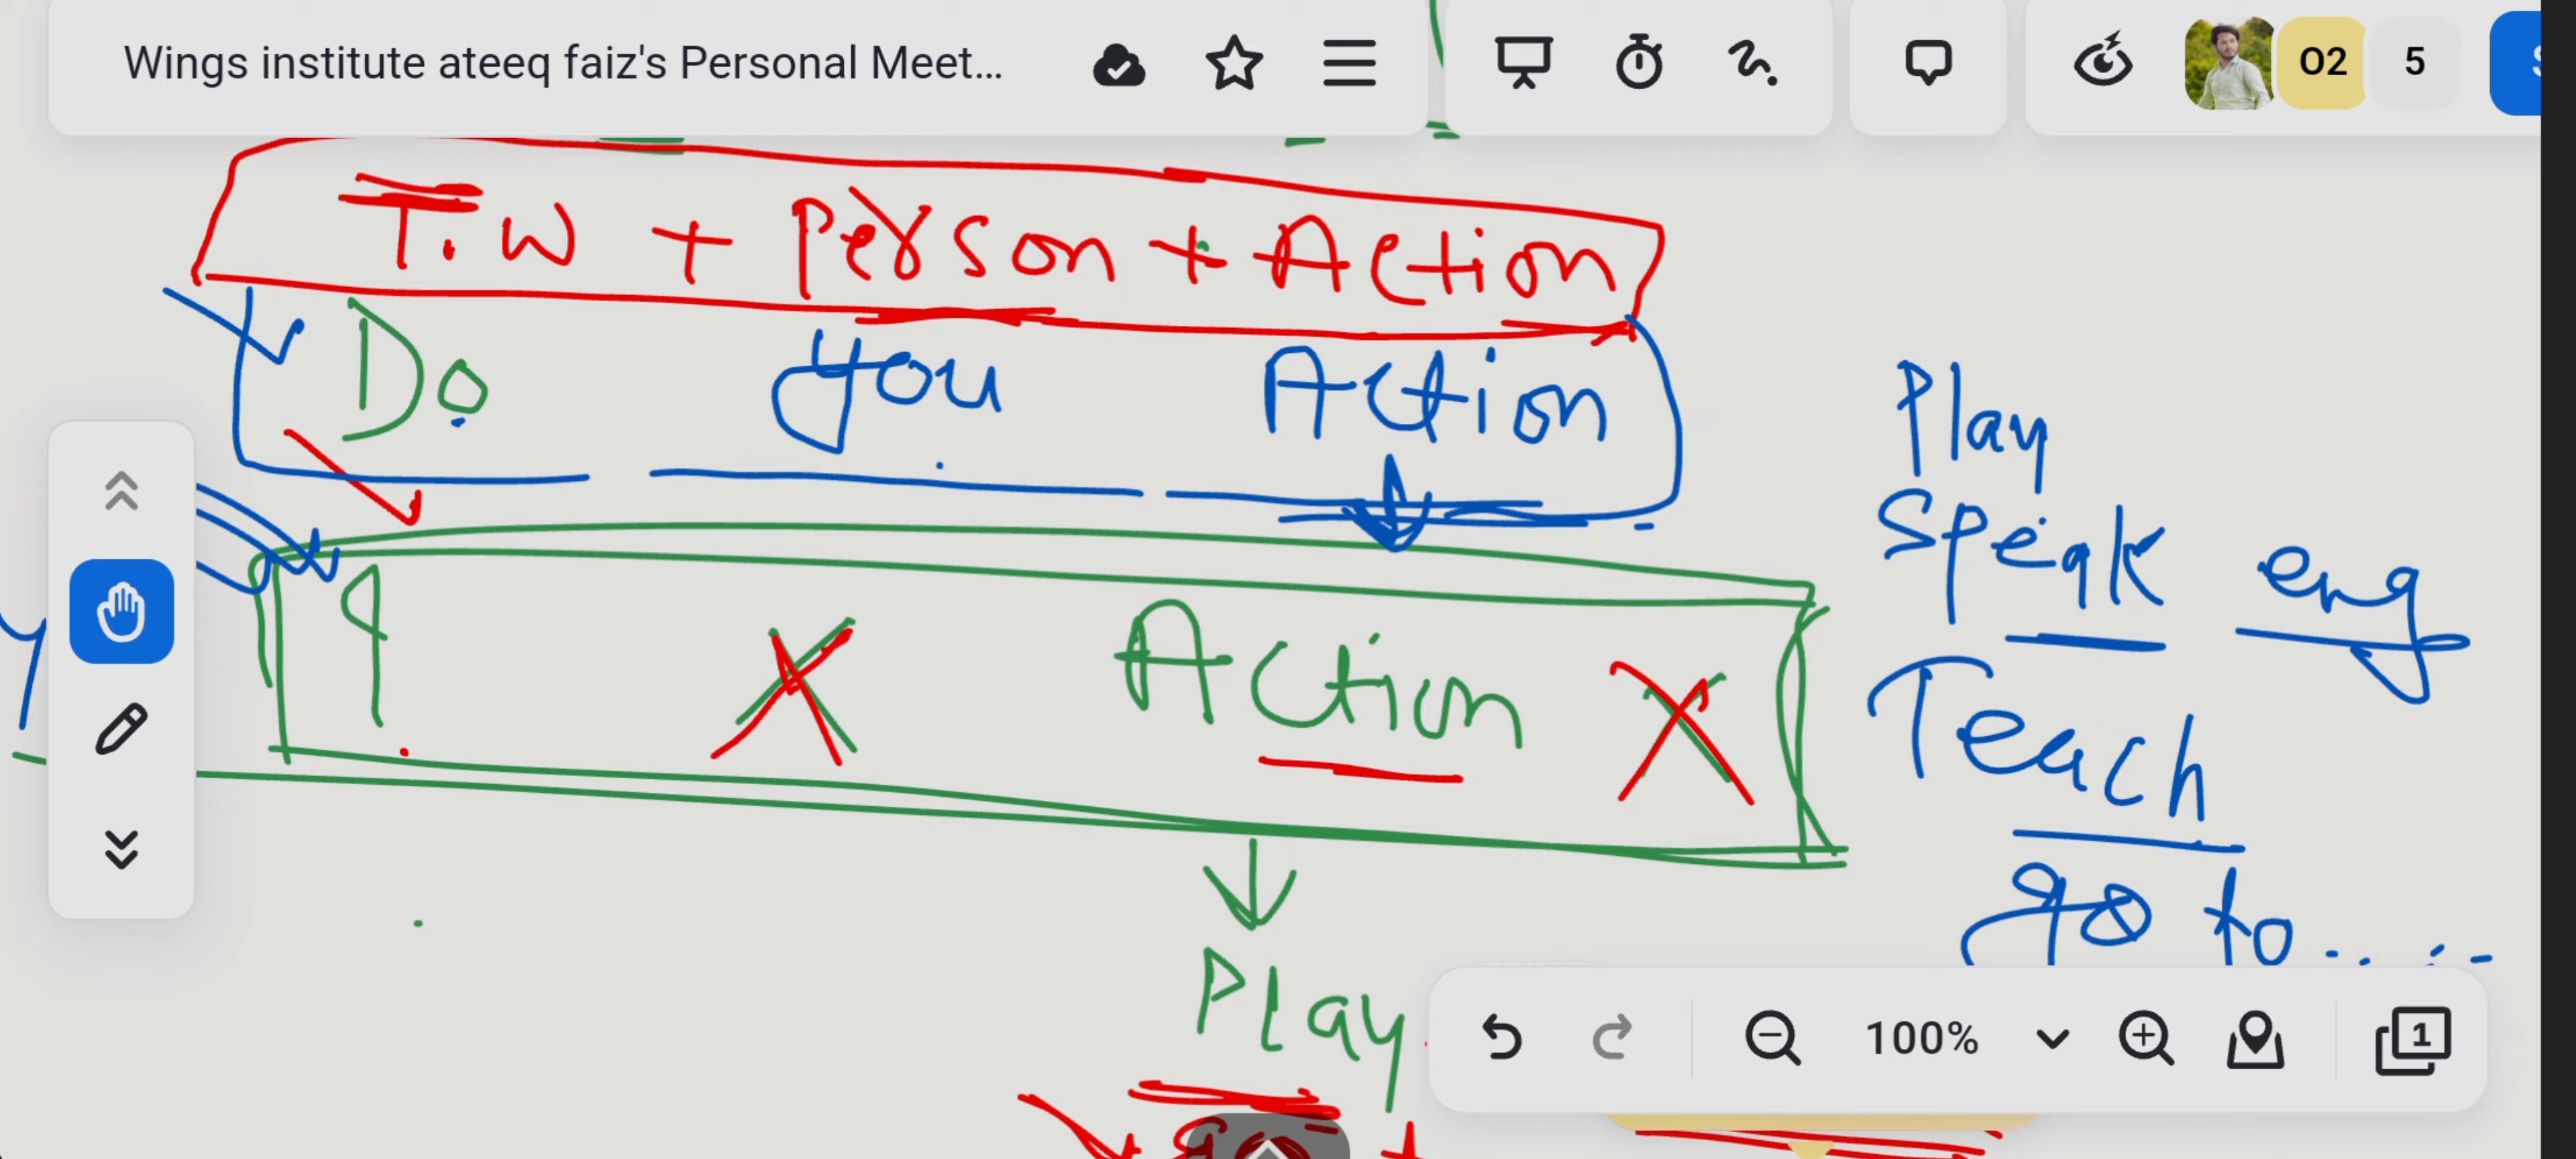 Wings institute ateeq faiz's Personal Meet...
O2
5
T.W + Person + Action
Do you Action
Play
Speak eng
Teach
go to
Action
Play
100%
1